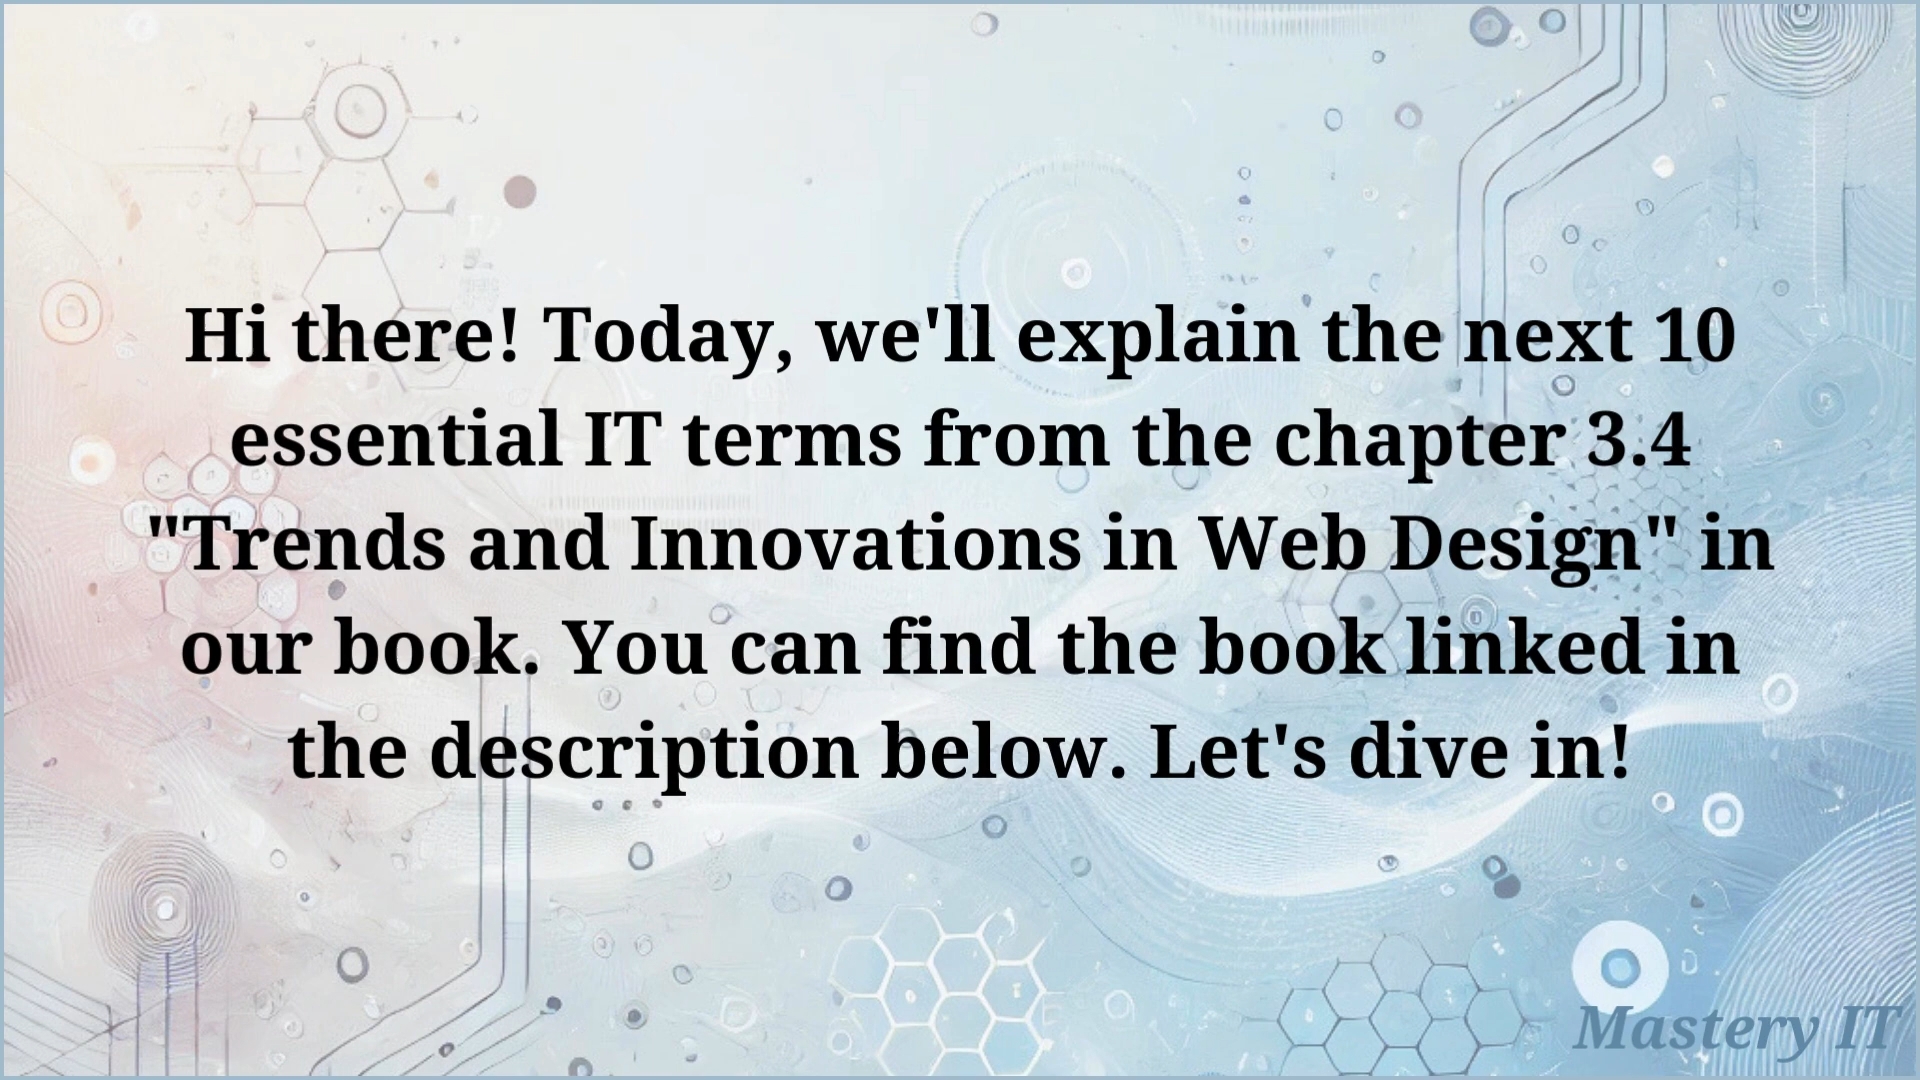 Hi there! Today, we'll explain the next 10
essential IT terms from the chapter 3.4
"Trends and Innovations in Web Design" in
our book. You can find the book linked in
the description below. Let's dive in!
Mastery IT